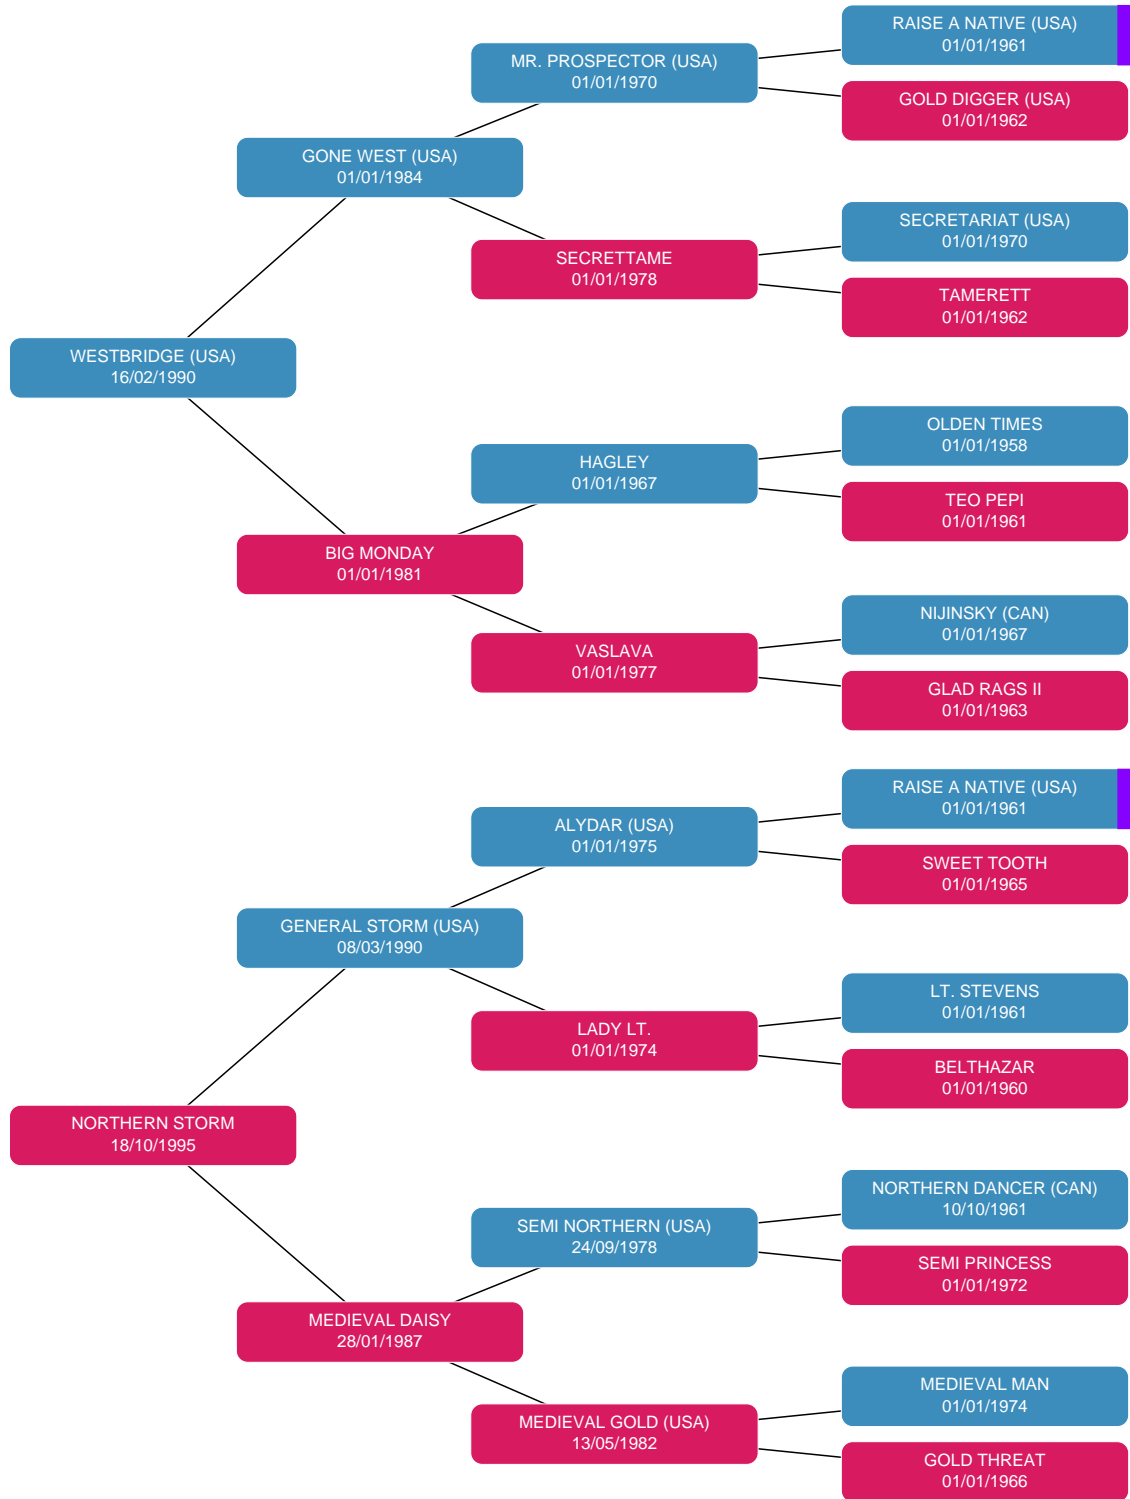 RAISE A NATIVE (USA)
01/01/1961
MR. PROSPECTOR (USA)
01/01/1970
GOLD DIGGER (USA)
01/01/1962
GONE WEST (USA)
01/01/1984
SECRETARIAT (USA)
01/01/1970
SECRETTAME
01/01/1978
TAMERETT
01/01/1962
WESTBRIDGE (USA)
16/02/1990
OLDEN TIMES
01/01/1958
HAGLEY
01/01/1967
TEO PEPI
01/01/1961
BIG MONDAY
01/01/1981
NIJINSKY (CAN)
01/01/1967
VASLAVA
01/01/1977
GLAD RAGS II
01/01/1963
RAISE A NATIVE (USA)
01/01/1961
ALYDAR (USA)
01/01/1975
SWEET TOOTH
01/01/1965
GENERAL STORM (USA)
08/03/1990
LT. STEVENS
01/01/1961
LADY LT.
01/01/1974
BELTHAZAR
01/01/1960
NORTHERN STORM
18/10/1995
NORTHERN DANCER (CAN)
10/10/1961
SEMI NORTHERN (USA)
24/09/1978
SEMI PRINCESS
01/01/1972
MEDIEVAL DAISY
28/01/1987
MEDIEVAL MAN
01/01/1974
MEDIEVAL GOLD (USA)
13/05/1982
GOLD THREAT
01/01/1966